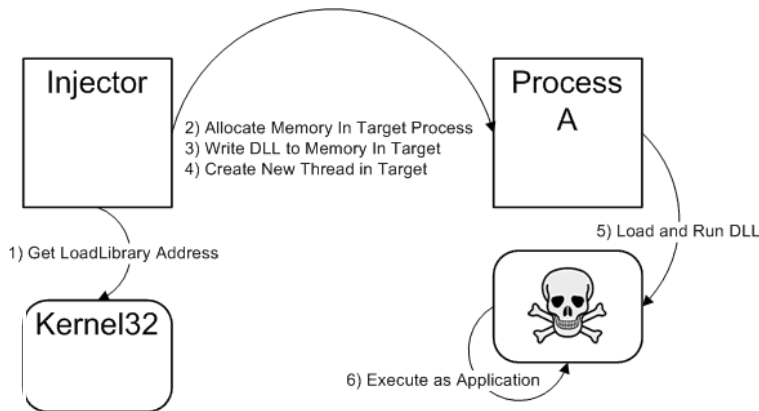 Injector
Process
A
2) Allocate Memory In Target Process
3) Write DLL to Memory In Target
4) Create New Thread in Target
1) Get LoadLibrary Address
5) Load and Run DLL
Kernel32
6) Execute as Application